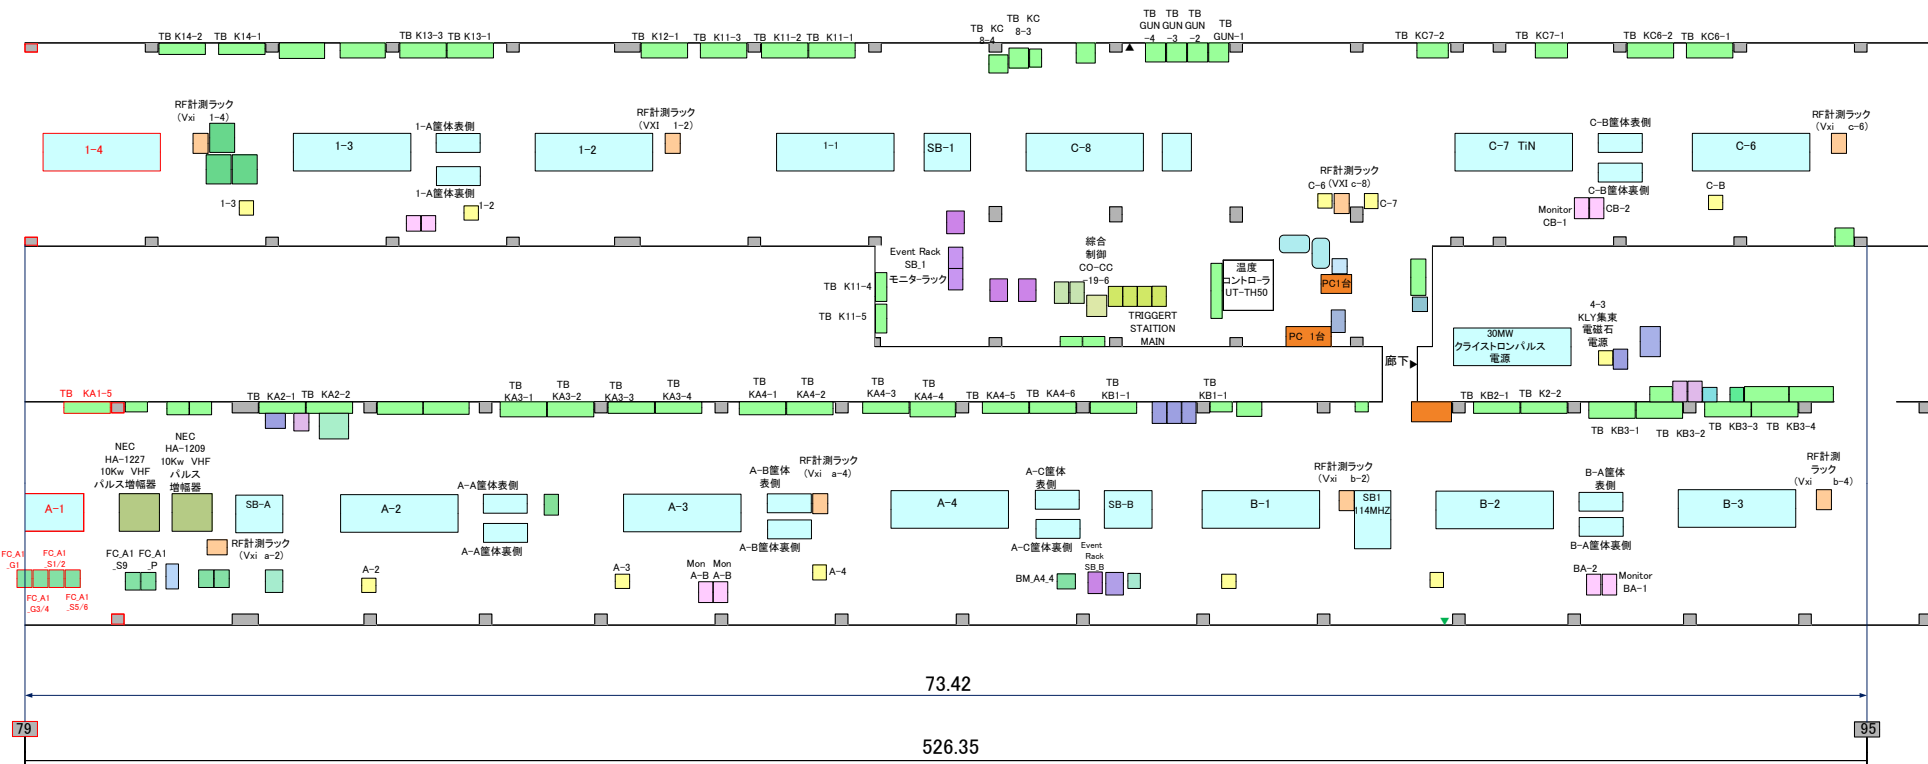 TB K14-2
TB K14-1
TB K13-3
TB K13-1
TB K12-1
TB K11-3
TB K11-2
TB K11-1
TB KC
8-4
TB KC
8-3
TB
GUN
-4
TB
GUN
-3
TB
GUN
-2
TB
GUN-1
TB KC7-2
TB KC7-1
TB KC6-2
TB KC6-1
1-4
RF計測ラック
(Vxi 1-4)
1-3
1-A筐体表側
1-A筐体裏側
1-2
RF計測ラック
(VXI 1-2)
1-1
SB-1
C-8
C-7 TiN
C-B筐体表側
C-B筐体裏側
C-6
RF計測ラック
(Vxi c-6)
1-3
1-2
RF計測ラック
(VXI c-8)
C-6
C-7
Monitor
CB-1
CB-2
C-B
Event Rack
SB_1
モニターラック
綜合
制御
CO-CC
-19-6
TRIGGERT
STAITION
MAIN
温度
コントローラ
UT-TH50
PC1台
PC 1台
TB K11-4
TB K11-5
廊下
30MW
クライストロンパルス
電源
4-3
KLY集束
電磁石
電源
TB KA1-5
TB KA2-1
TB KA2-2
TB
KA3-1
TB
KA3-2
TB
KA3-3
TB
KA3-4
TB
KA4-1
TB
KA4-2
TB
KA4-3
TB
KA4-4
TB KA4-5
TB KA4-6
TB
KB1-1
TB
KB1-1
TB KB2-1
TB K2-2
TB KB3-1
TB KB3-2
TB KB3-3
TB KB3-4
NEC
HA-1227
10Kw VHF
パルス増幅器
NEC
HA-1209
10Kw VHF
パルス
増幅器
A-1
SB-A
A-2
A-A筐体表側
A-A筐体裏側
A-3
A-B筐体
表側
A-B筐体裏側
RF計測ラック
(Vxi a-4)
A-4
A-C筐体
表側
A-C筐体裏側
SB-B
B-1
RF計測ラック
(Vxi b-2)
SB1
114MHZ
B-2
B-A筐体
表側
B-A筐体裏側
B-3
RF計測
ラック
(Vxi b-4)
FC_A1
_G1
FC_A1
_S1/2
FC_A1
_G3/4
FC_A1
_S5/6
FC_A1
_S9
FC_A1
_P
RF計測ラック
(Vxi a-2)
A-2
A-3
Mon
A-B
Mon
A-B
A-4
BM_A4_4
Event
Rack
SB_B
BA-2
Monitor
BA-1
73.42
79
95
526.35